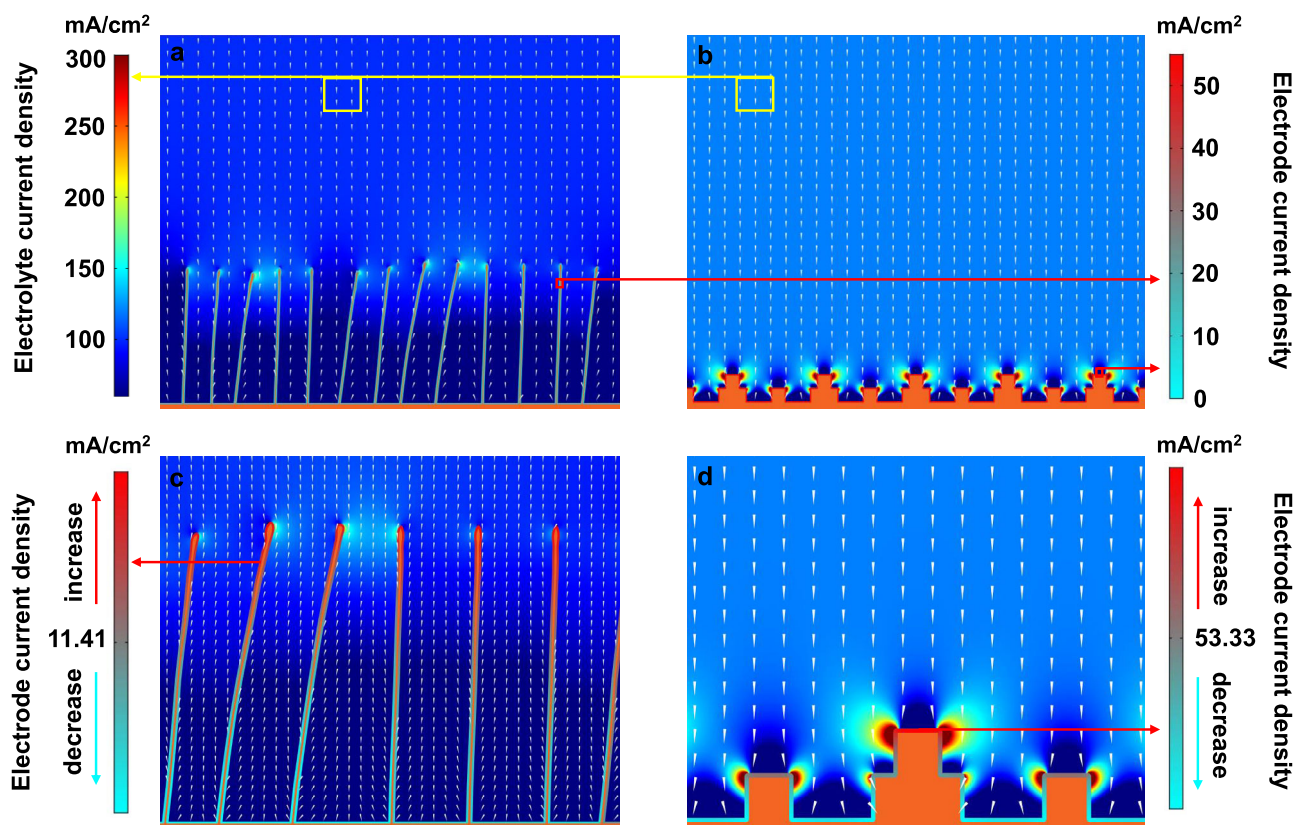 mA/cm²
300
250
200
150
100
Electrolyte current density
a
b
mA/cm²
50
40
30
20
10
0
Electrode current density
mA/cm²
increase
11.41
decrease
Electrode current density
c
d
mA/cm²
increase
53.33
decrease
Electrode current density